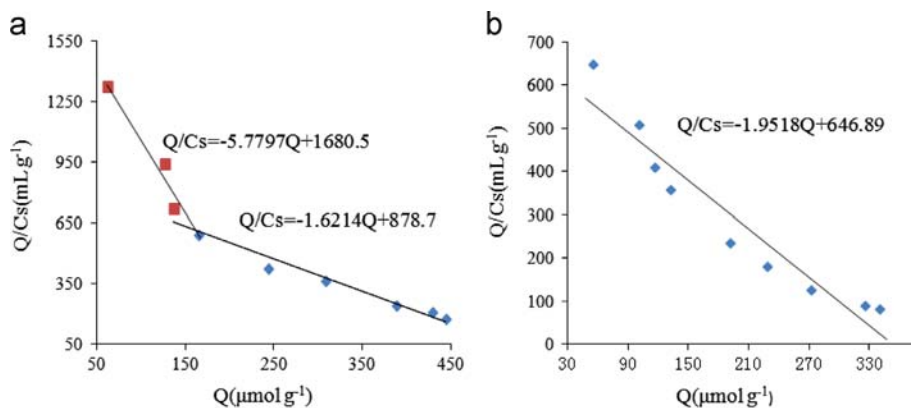 a
1550
1250
950
650
350
50
Q/Cs(mL g⁻¹)
Q/Cs=-5.7797Q+1680.5
Q/Cs=-1.6214Q+878.7
50 150 250 350 450
Q(μmol g⁻¹)
b
700
600
500
400
300
200
100
0
Q/Cs(mL g⁻¹)
Q/Cs=-1.9518Q+646.89
30 90 150 210 270 330
Q(μmol g⁻¹)